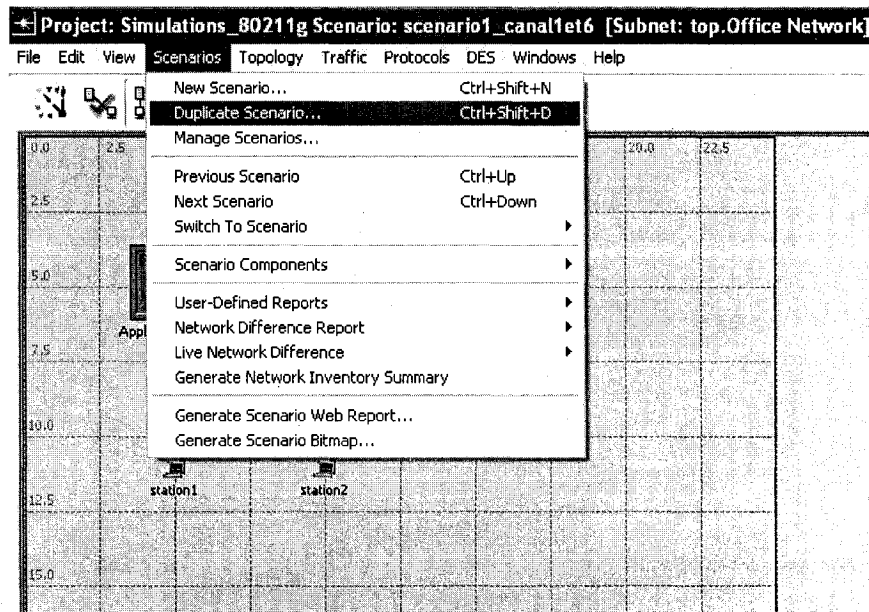 Project: Simulations_80211g Scenario: scenario1_canal1et6 [Subnet: top.Office Network]
File Edit View Scenarios Topology Traffic Protocols DES Windows Help
New Scenario... Ctrl+Shift+N
Duplicate Scenario... Ctrl+Shift+D
Manage Scenarios...
Previous Scenario Ctrl+Up
Next Scenario Ctrl+Down
Switch To Scenario
Scenario Components
User-Defined Reports
Network Difference Report
Live Network Difference
Generate Network Inventory Summary
Generate Scenario Web Report...
Generate Scenario Bitmap...
0.0 2.5 20.0 22.5
2.5
5.0
Appl
7.5
10.0
station1 station2
12.5
15.0